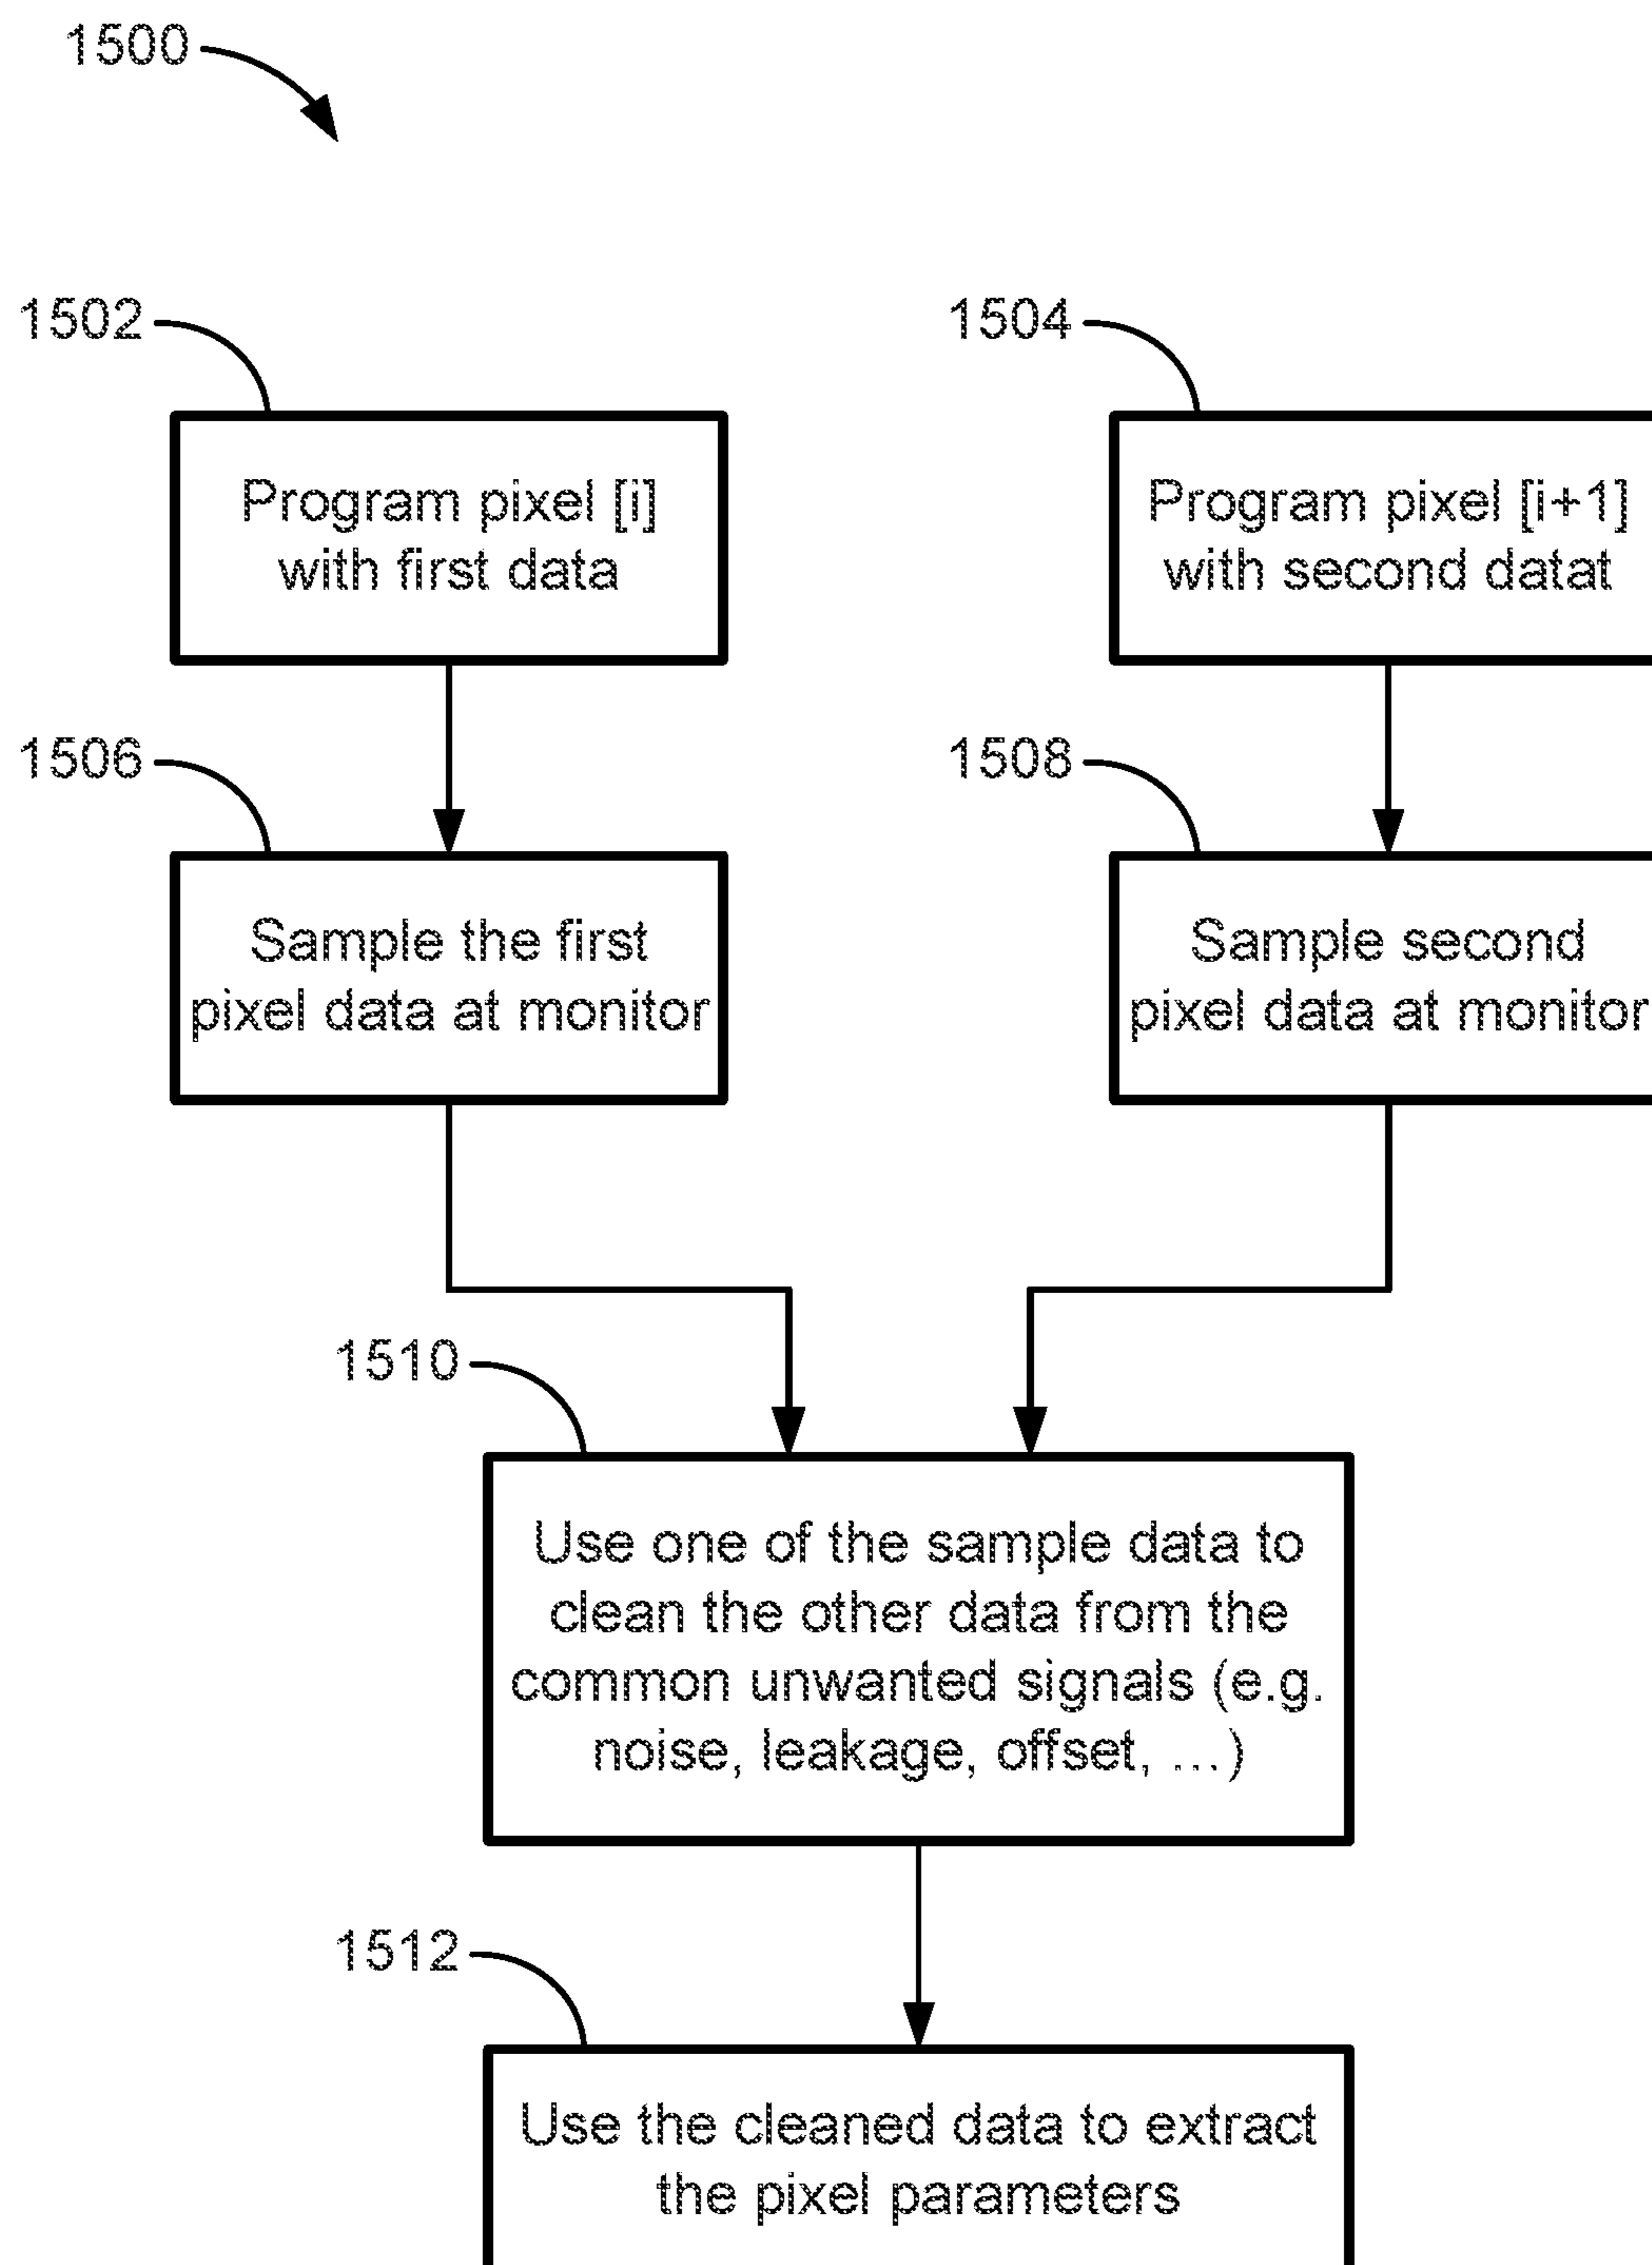 1500
1502
Program pixel [i]
with first data
1504
Program pixel [i+1]
with second datat
1506
Sample the first
pixel data at monitor
1508
Sample second
pixel data at monitor
1510
Use one of the sample data to
clean the other data from the
common unwanted signals (e.g.
noise, leakage, offset, ...)
1512
Use the cleaned data to extract
the pixel parameters